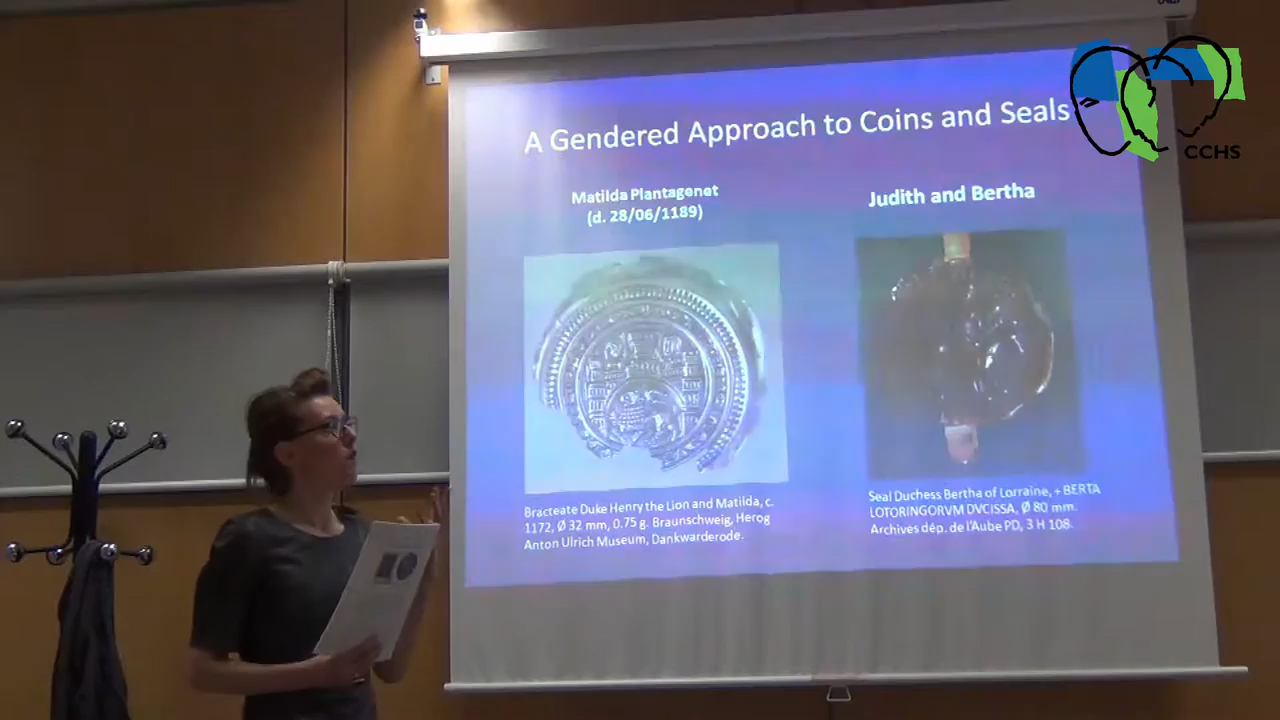 A Gendered Approach to Coins and Seals
CCHS
Matilda Plantagenet
(d. 28/06/1189)
Judith and Bertha
Bracteate Duke Henry the Lion and Matilda, c.
1172, Ø 32 mm, 0.75 g. Braunschweig, Herog
Anton Ulrich Museum, Dankwarderode.
Seal Duchess Bertha of Lorraine, + BERTA
LOTORINGORVM DVCISSA, Ø 80 mm.
Archives dép. de l'Aube PD, 3 H 108.